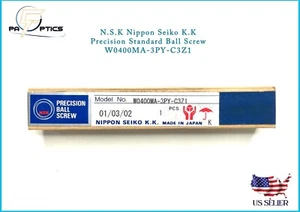 PA OPTICS
N.S.K Nippon Seiko K.K
Precision Standard Ball Screw
W0400MA-3PY-C3Z1
PRECISION
BALL
SCREW
Model No. W0400MA-3PY-C3Z1
01/03/02 1 PCS
NIPPON SEIKO K.K. MADE IN JAPAN K
US SELLER